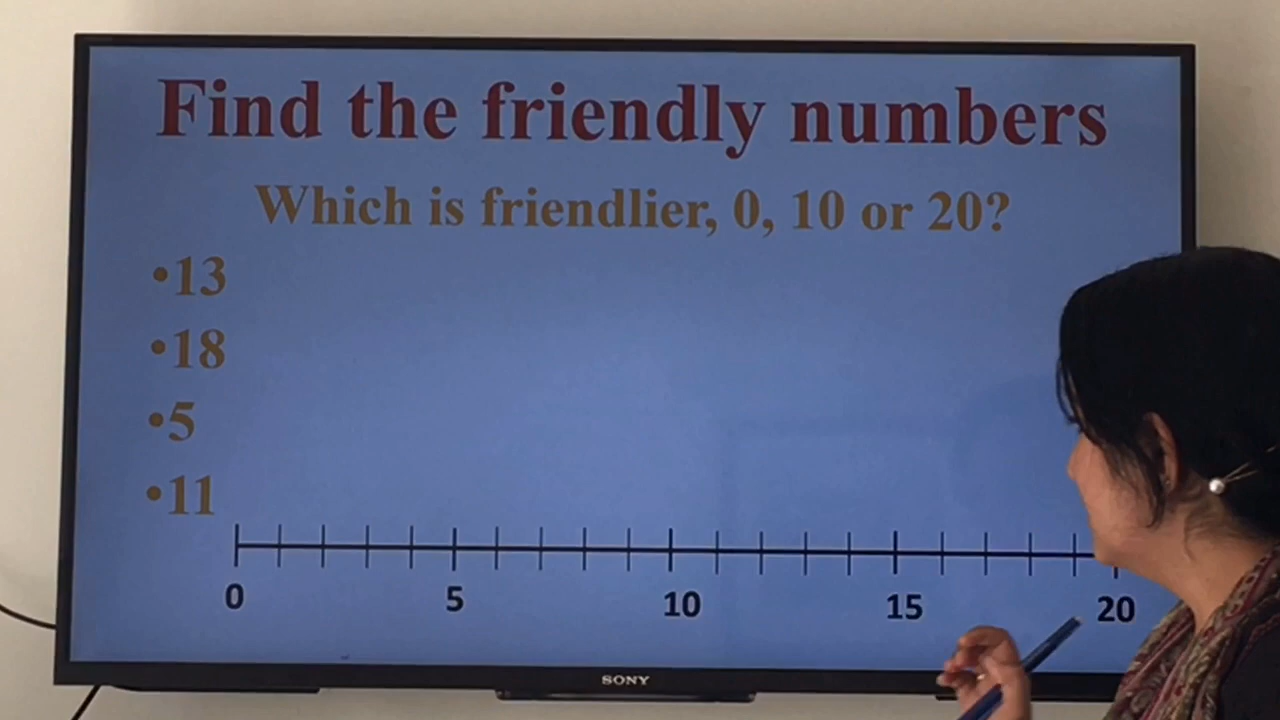 Find the friendly numbers
Which is friendlier, 0, 10 or 20?
•13
•18
•5
•11
0 5 10 15 20
SONY